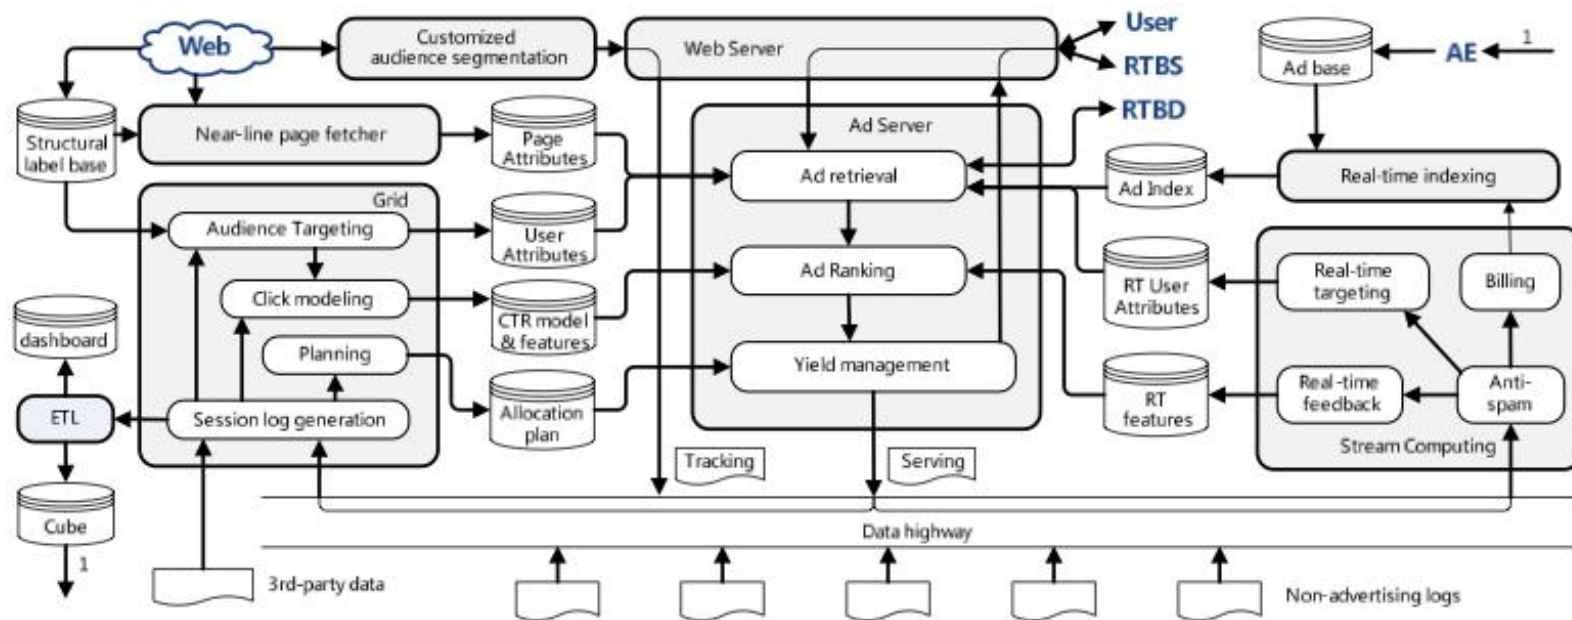 Web
Customized
audience segmentation
Web Server
User
RTBS
RTBD
Ad base
AE
1
Structural
label base
Near-line page fetcher
Page
Attributes
Ad Server
Ad retrieval
Ad Index
Real-time indexing
Grid
Audience Targeting
User
Attributes
Ad Ranking
RT User
Attributes
Real-time
targeting
Billing
dashboard
Click modeling
CTR model
& features
Planning
Yield management
ETL
Session log generation
Allocation
plan
RT
features
Real-time
feedback
Anti-
spam
Stream Computing
Tracking
Serving
Cube
1
Data highway
3rd-party data
Non-advertising logs